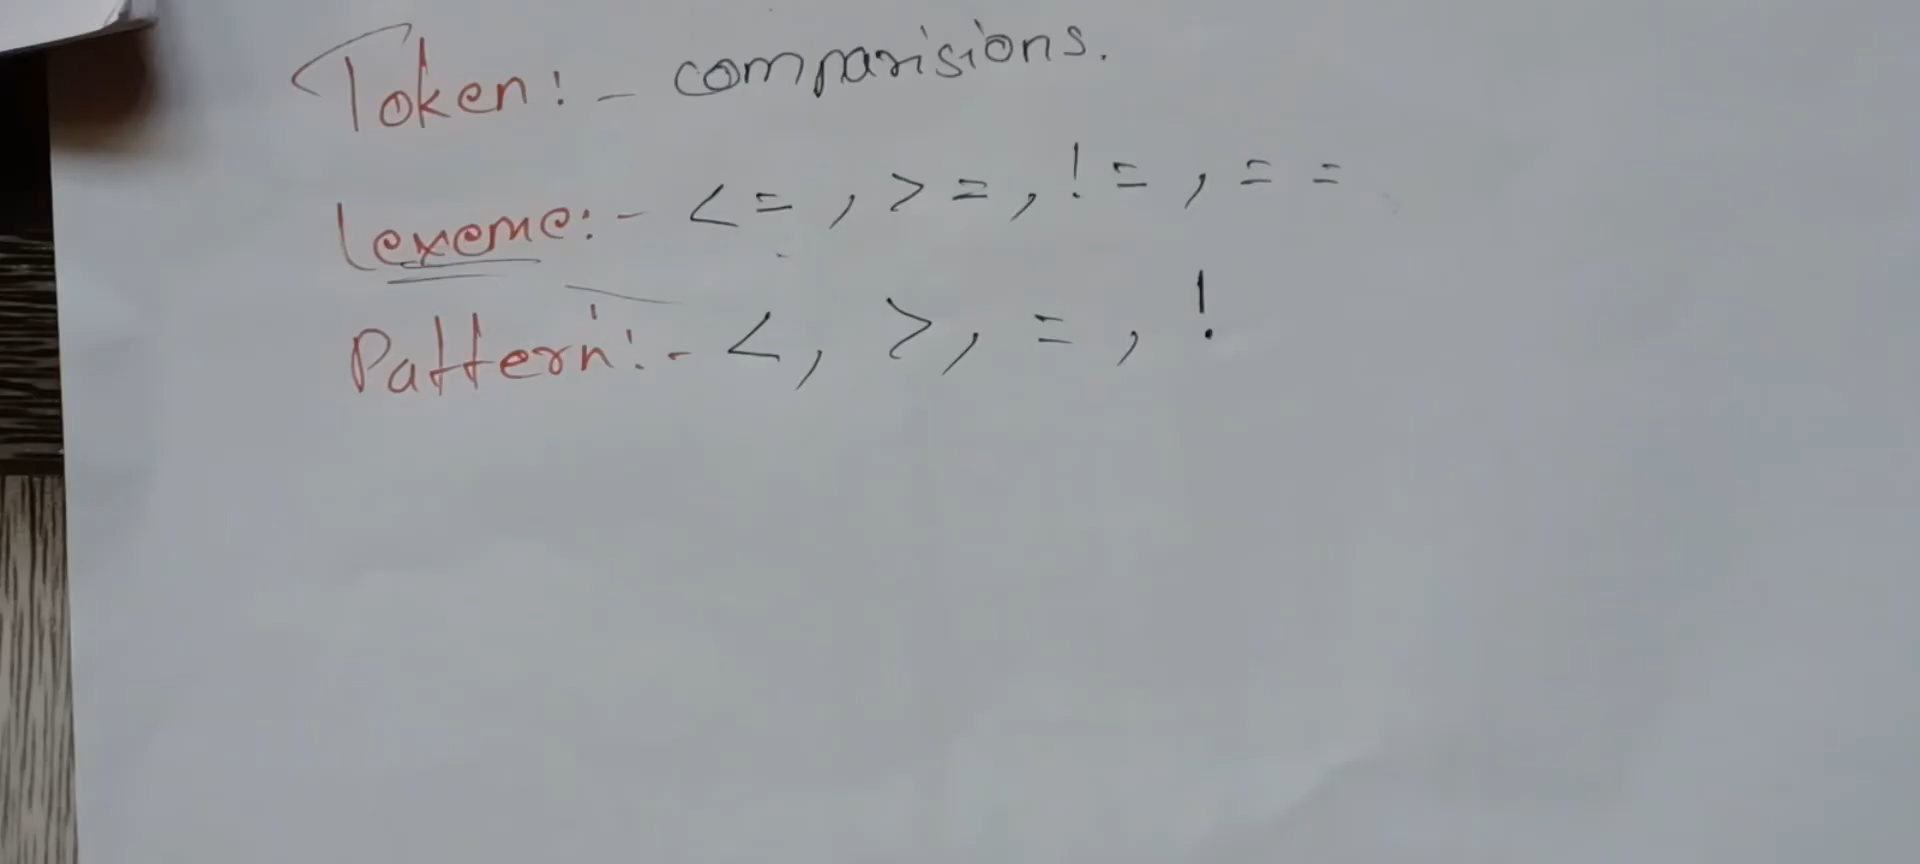 Token:- comparisions.
lexeme:- <=, >=, !=, ==
Pattern:- <, >, =, !